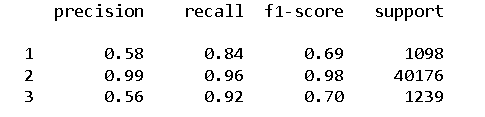 precision recall f1-score support
1 0.58 0.84 0.69 1098
2 0.99 0.96 0.98 40176
3 0.56 0.92 0.70 1239